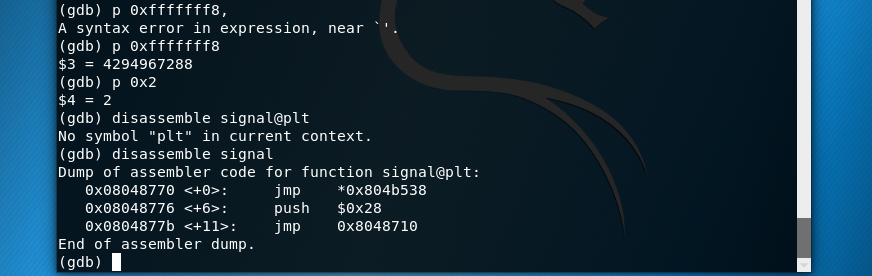 (gdb) p 0xfffffff8,
A syntax error in expression, near `'.
(gdb) p 0xfffffff8
$3 = 4294967288
(gdb) p 0x2
$4 = 2
(gdb) disassemble signal@plt
No symbol "plt" in current context.
(gdb) disassemble signal
Dump of assembler code for function signal@plt:
   0x08048770 <+0>:     jmp    *0x804b538
   0x08048776 <+6>:     push   $0x28
   0x0804877b <+11>:    jmp    0x8048710
End of assembler dump.
(gdb)